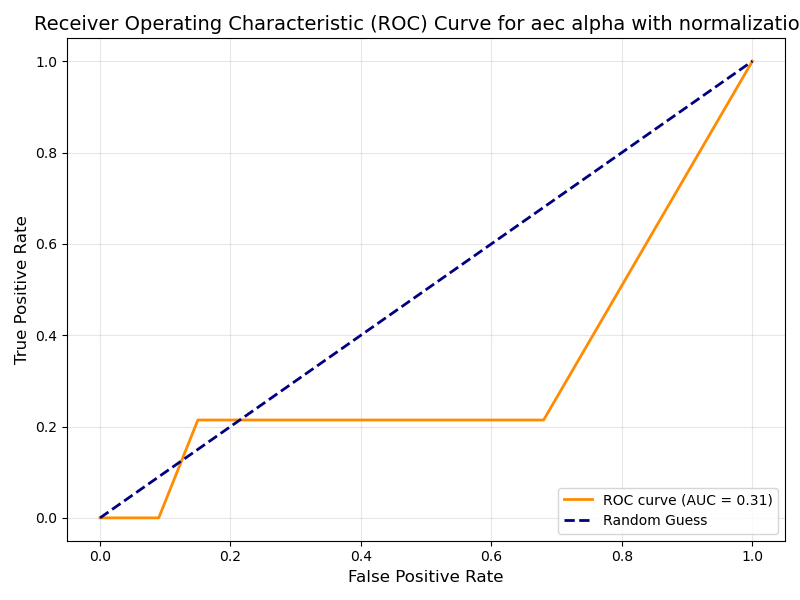 Receiver Operating Characteristic (ROC) Curve for aec alpha with normalizatio
1.0
0.8
0.6
0.4
0.2
0.0
True Positive Rate
0.0 0.2 0.4 0.6 0.8 1.0
False Positive Rate
ROC curve (AUC = 0.31)
Random Guess